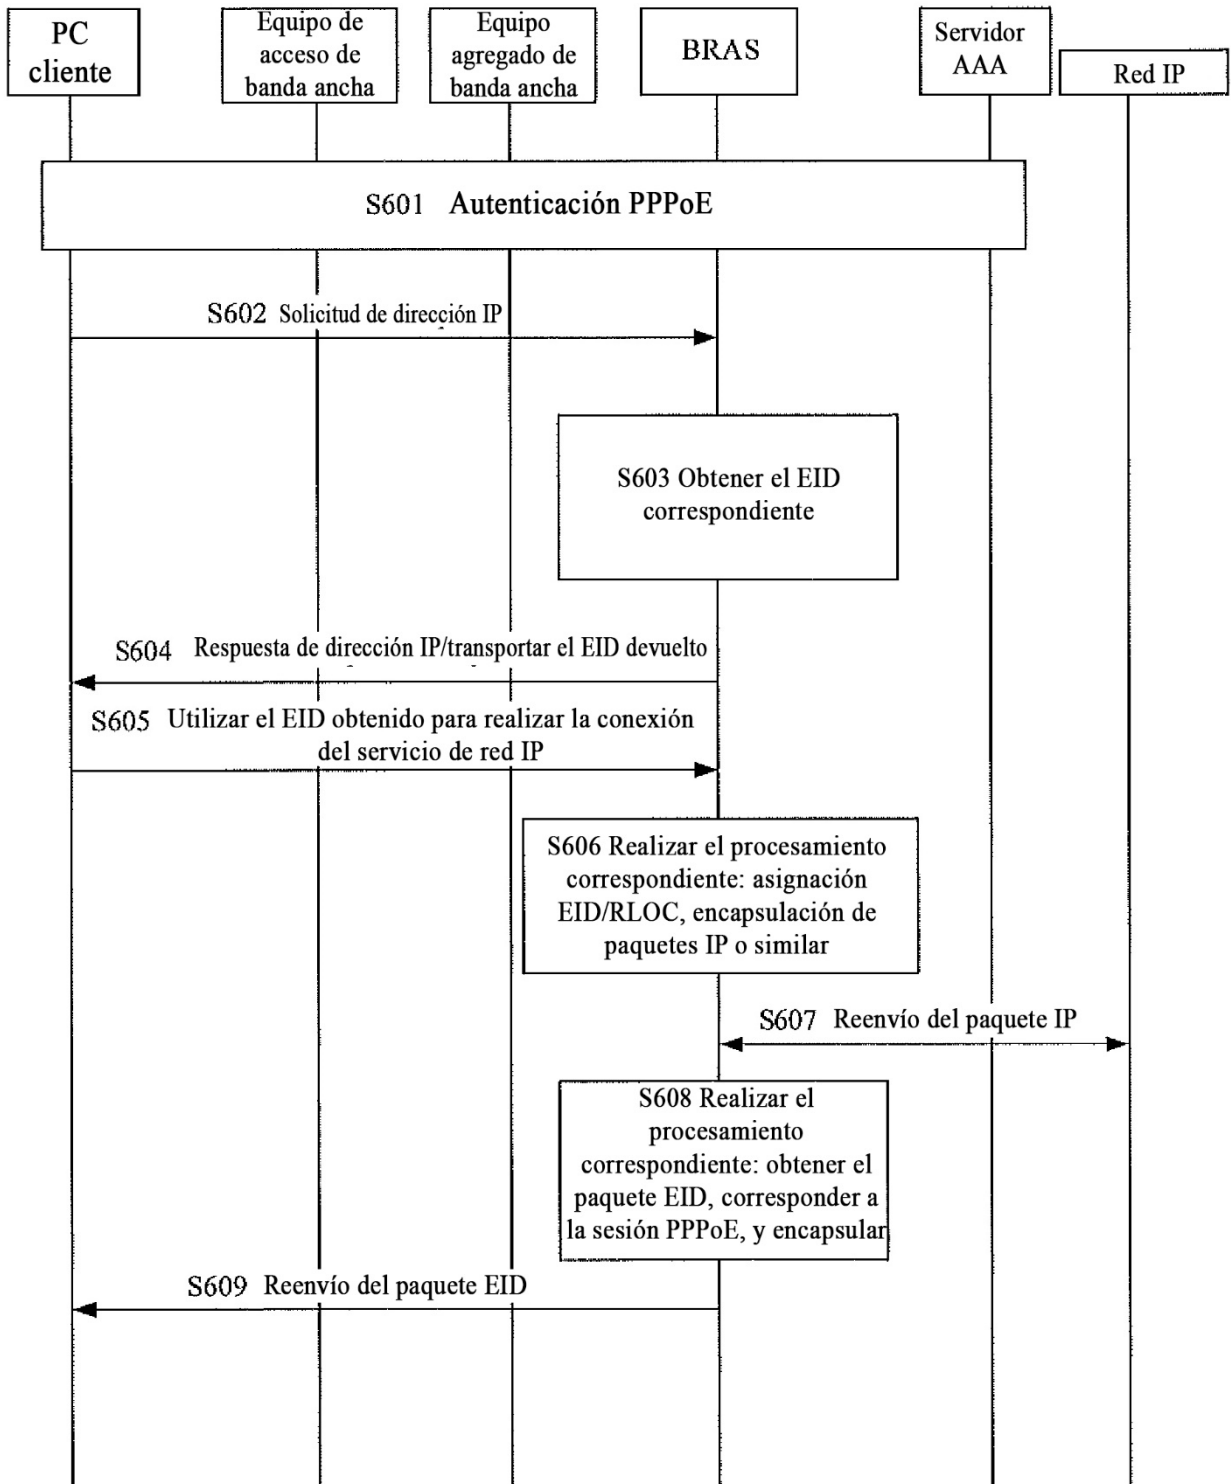 PC
cliente
Equipo de
acceso de
banda ancha
Equipo
agregado de
banda ancha
BRAS
Servidor
AAA
Red IP
S601 Autenticación PPPoE
S602 Solicitud de dirección IP
S603 Obtener el EID
correspondiente
S604 Respuesta de dirección IP/transportar el EID devuelto
S605 Utilizar el EID obtenido para realizar la conexión
del servicio de red IP
S606 Realizar el procesamiento
correspondiente: asignación
EID/RLOC, encapsulación de
paquetes IP o similar
S607 Reenvío del paquete IP
S608 Realizar el
procesamiento
correspondiente: obtener el
paquete EID, corresponder a
la sesión PPPoE, y encapsular
S609 Reenvío del paquete EID